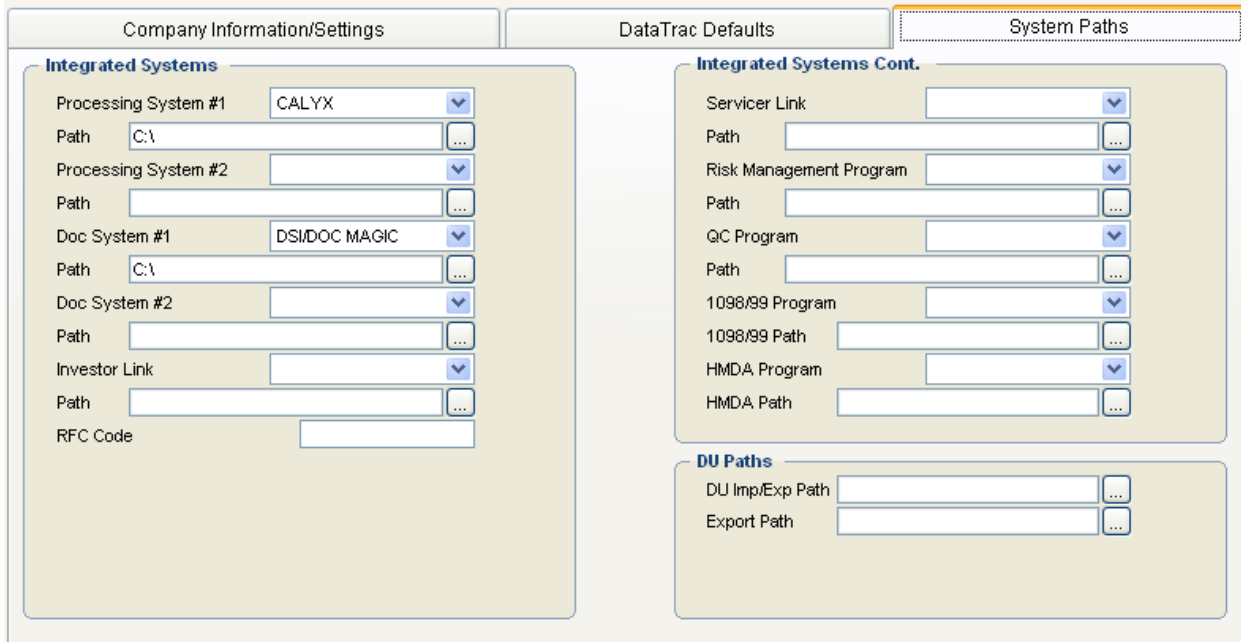 Company Information/Settings DataTrac Defaults System Paths
Integrated Systems
Processing System #1 CALYX
Path C:\ ...
Processing System #2
Path ...
Doc System #1 DSI/DOC MAGIC
Path C:\ ...
Doc System #2
Path ...
Investor Link
Path ...
RFC Code
Integrated Systems Cont.
Servicer Link
Path ...
Risk Management Program
Path ...
QC Program
Path ...
1098/99 Program
1098/99 Path ...
HMDA Program
HMDA Path ...
DU Paths
DU Imp/Exp Path ...
Export Path ...